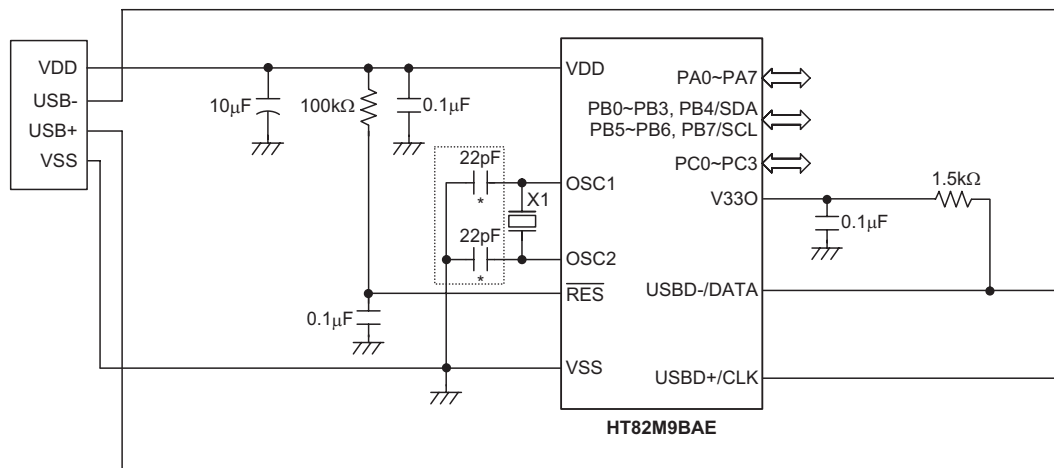 VDD
USB-
USB+
VSS
10µF
100kΩ
0.1µF
22pF
*
22pF
*
X1
0.1µF
VDD
OSC1
OSC2
RES
VSS
PA0~PA7
PB0~PB3, PB4/SDA
PB5~PB6, PB7/SCL
PC0~PC3
V33O
USBD-/DATA
USBD+/CLK
0.1µF
1.5kΩ
HT82M9BAE